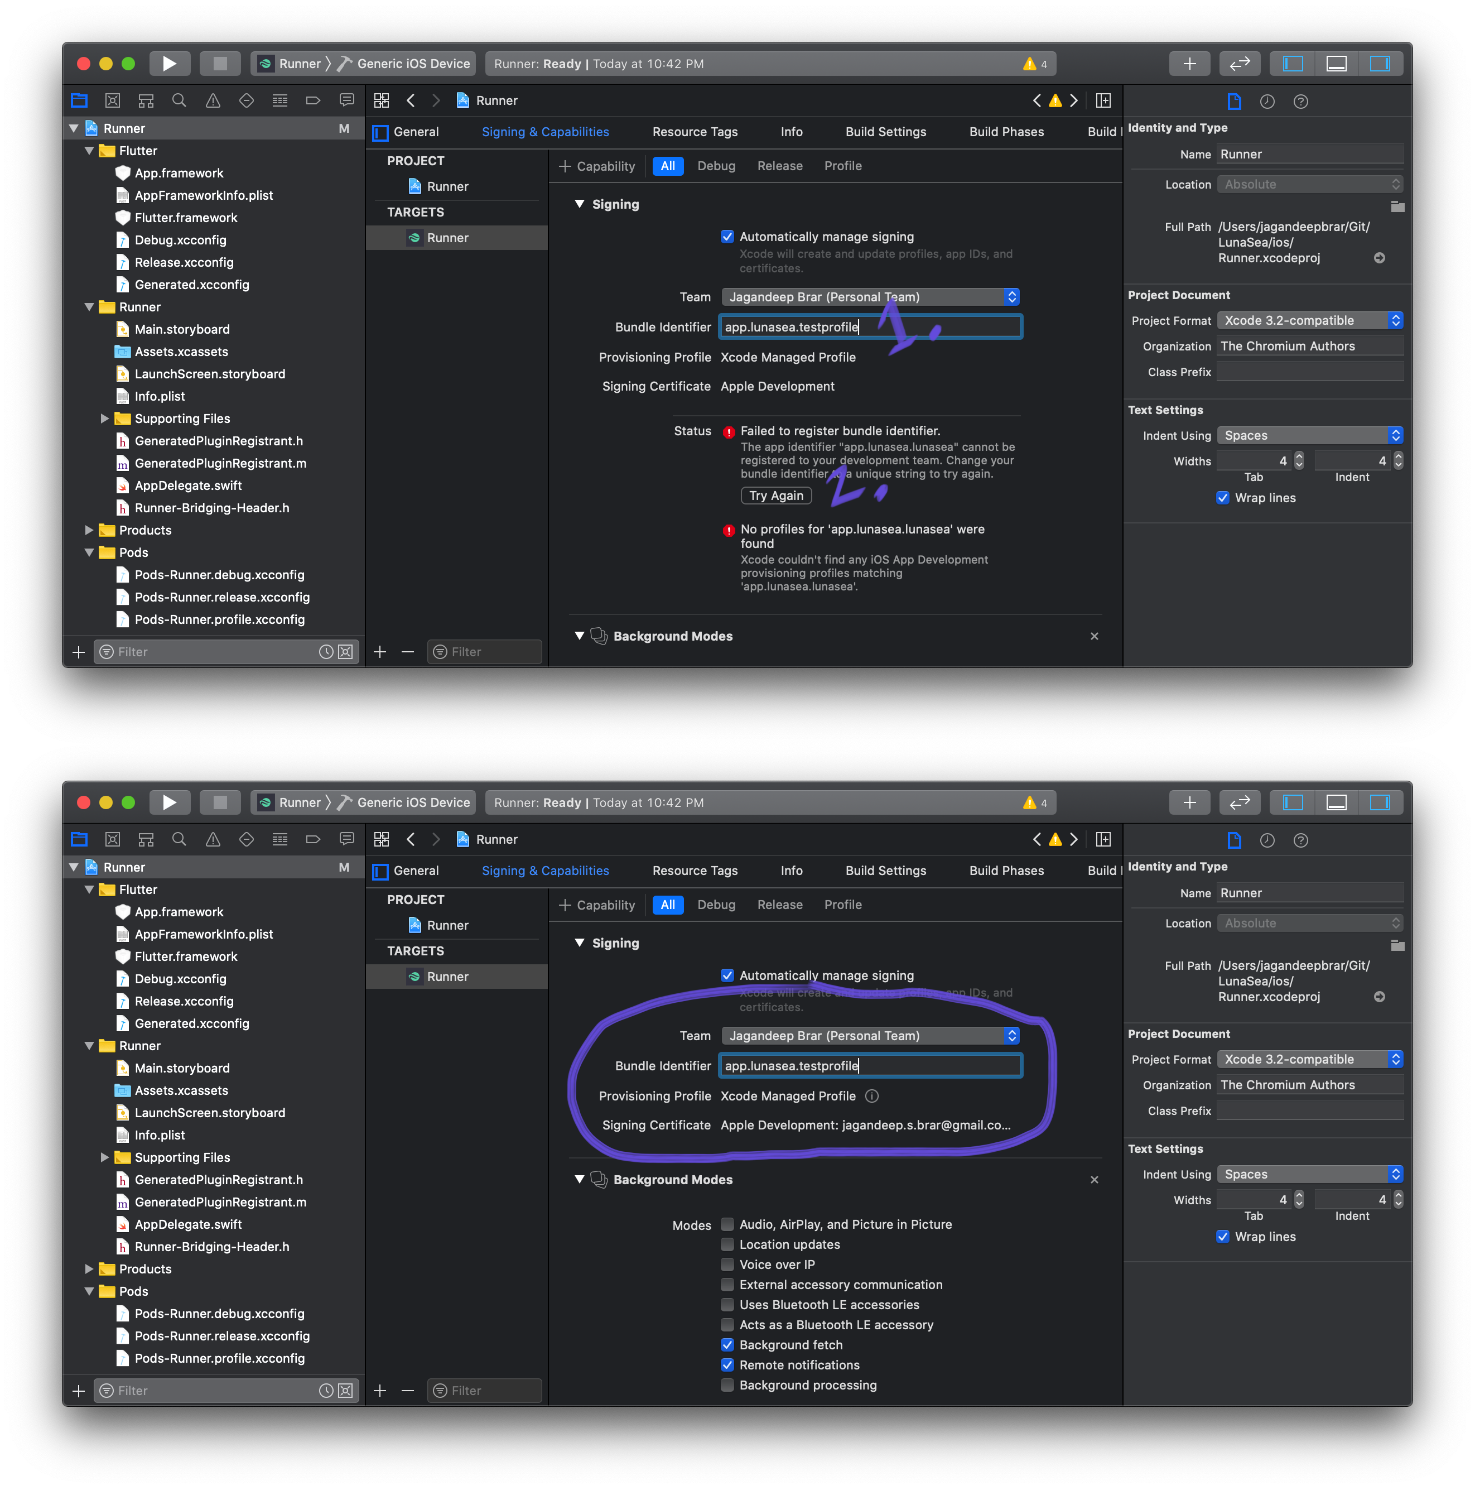 Runner 〉 Generic iOS Device
Runner: Ready | Today at 10:42 PM
4
Runner
General
Signing & Capabilities
Resource Tags
Info
Build Settings
Build Phases
Build
Runner
M
Flutter
App.framework
AppFrameworkInfo.plist
Flutter.framework
Debug.xcconfig
Release.xcconfig
Generated.xcconfig
Runner
Main.storyboard
Assets.xcassets
LaunchScreen.storyboard
Info.plist
Supporting Files
h GeneratedPluginRegistrant.h
m GeneratedPluginRegistrant.m
AppDelegate.swift
h Runner-Bridging-Header.h
Products
Pods
Pods-Runner.debug.xcconfig
Pods-Runner.release.xcconfig
Pods-Runner.profile.xcconfig
Filter
PROJECT
Runner
TARGETS
Runner
Filter
+ Capability
All
Debug
Release
Profile
Signing
Automatically manage signing
Xcode will create and update profiles, app IDs, and
certificates.
Team Jagandeep Brar (Personal Team)
Bundle Identifier app.lunasea.testprofile
1.
Provisioning Profile Xcode Managed Profile
Signing Certificate Apple Development
Status Failed to register bundle identifier.
The app identifier "app.lunasea.lunasea" cannot be
registered to your development team. Change your
bundle identifier to a unique string to try again.
Try Again
2.
No profiles for 'app.lunasea.lunasea' were
found
Xcode couldn't find any iOS App Development
provisioning profiles matching
'app.lunasea.lunasea'.
Background Modes
Identity and Type
Name Runner
Location Absolute
Full Path /Users/jagandeepbrar/Git/
LunaSea/ios/
Runner.xcodeproj
Project Document
Project Format Xcode 3.2-compatible
Organization The Chromium Authors
Class Prefix
Text Settings
Indent Using Spaces
Widths 4 4
Tab Indent
Wrap lines
Runner 〉 Generic iOS Device
Runner: Ready | Today at 10:42 PM
4
Runner
General
Signing & Capabilities
Resource Tags
Info
Build Settings
Build Phases
Build
Runner
M
Flutter
App.framework
AppFrameworkInfo.plist
Flutter.framework
Debug.xcconfig
Release.xcconfig
Generated.xcconfig
Runner
Main.storyboard
Assets.xcassets
LaunchScreen.storyboard
Info.plist
Supporting Files
h GeneratedPluginRegistrant.h
m GeneratedPluginRegistrant.m
AppDelegate.swift
h Runner-Bridging-Header.h
Products
Pods
Pods-Runner.debug.xcconfig
Pods-Runner.release.xcconfig
Pods-Runner.profile.xcconfig
Filter
PROJECT
Runner
TARGETS
Runner
Filter
+ Capability
All
Debug
Release
Profile
Signing
Automatically manage signing
Xcode will create and update profiles, app IDs, and
certificates.
Team Jagandeep Brar (Personal Team)
Bundle Identifier app.lunasea.testprofile
Provisioning Profile Xcode Managed Profile
Signing Certificate Apple Development: jagandeep.s.brar@gmail.co...
Background Modes
Modes Audio, AirPlay, and Picture in Picture
Location updates
Voice over IP
External accessory communication
Uses Bluetooth LE accessories
Acts as a Bluetooth LE accessory
Background fetch
Remote notifications
Background processing
Identity and Type
Name Runner
Location Absolute
Full Path /Users/jagandeepbrar/Git/
LunaSea/ios/
Runner.xcodeproj
Project Document
Project Format Xcode 3.2-compatible
Organization The Chromium Authors
Class Prefix
Text Settings
Indent Using Spaces
Widths 4 4
Tab Indent
Wrap lines